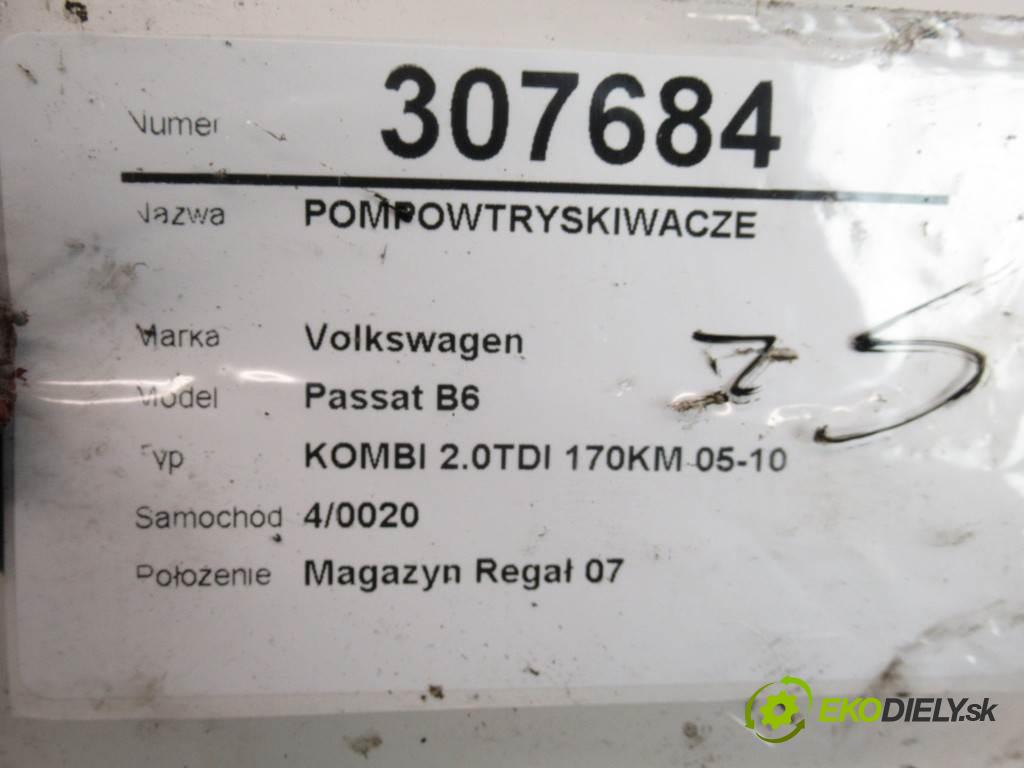 Numer 307684
Nazwa POMPOWTRYSKIWACZE
Marka Volkswagen
Model Passat B6
Typ KOMBI 2.0TDI 170KM 05-10
Samochód 4/0020
Położenie Magazyn Regał 07
EKODIELY.sk